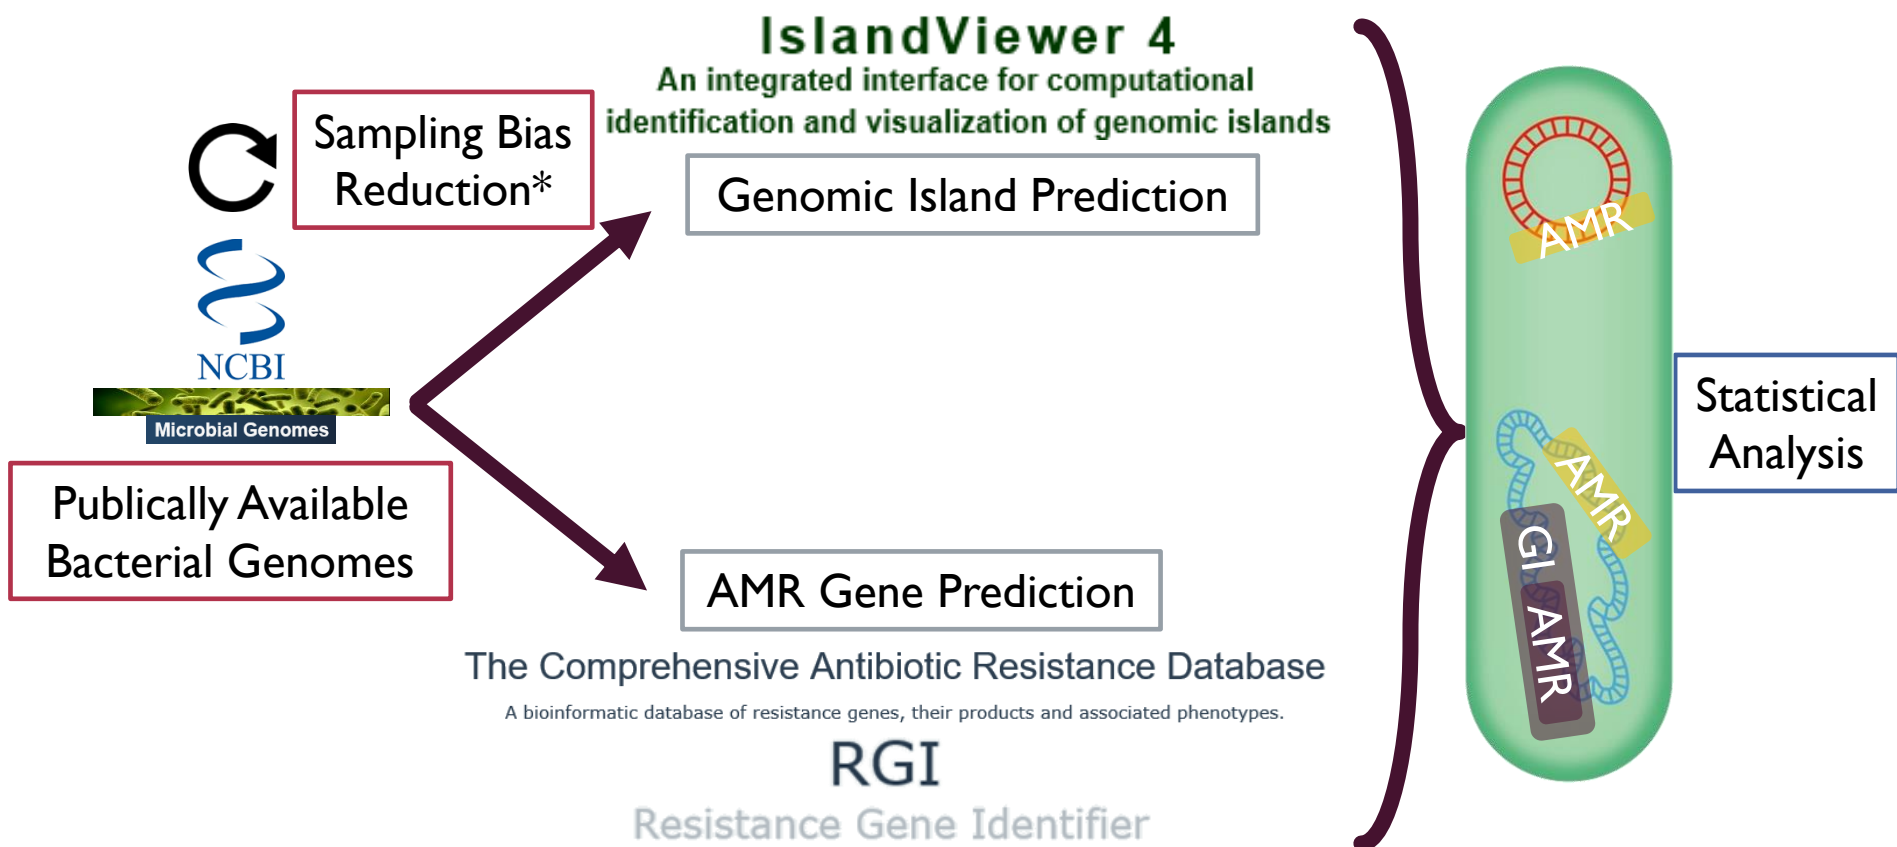 IslandViewer 4
An integrated interface for computational
identification and visualization of genomic islands
Sampling Bias
Reduction*
Genomic Island Prediction
NCBI
Microbial Genomes
Publically Available
Bacterial Genomes
AMR Gene Prediction
The Comprehensive Antibiotic Resistance Database
A bioinformatic database of resistance genes, their products and associated phenotypes.
RGI
Resistance Gene Identifier
AMR
AMR
GI
AMR
Statistical
Analysis